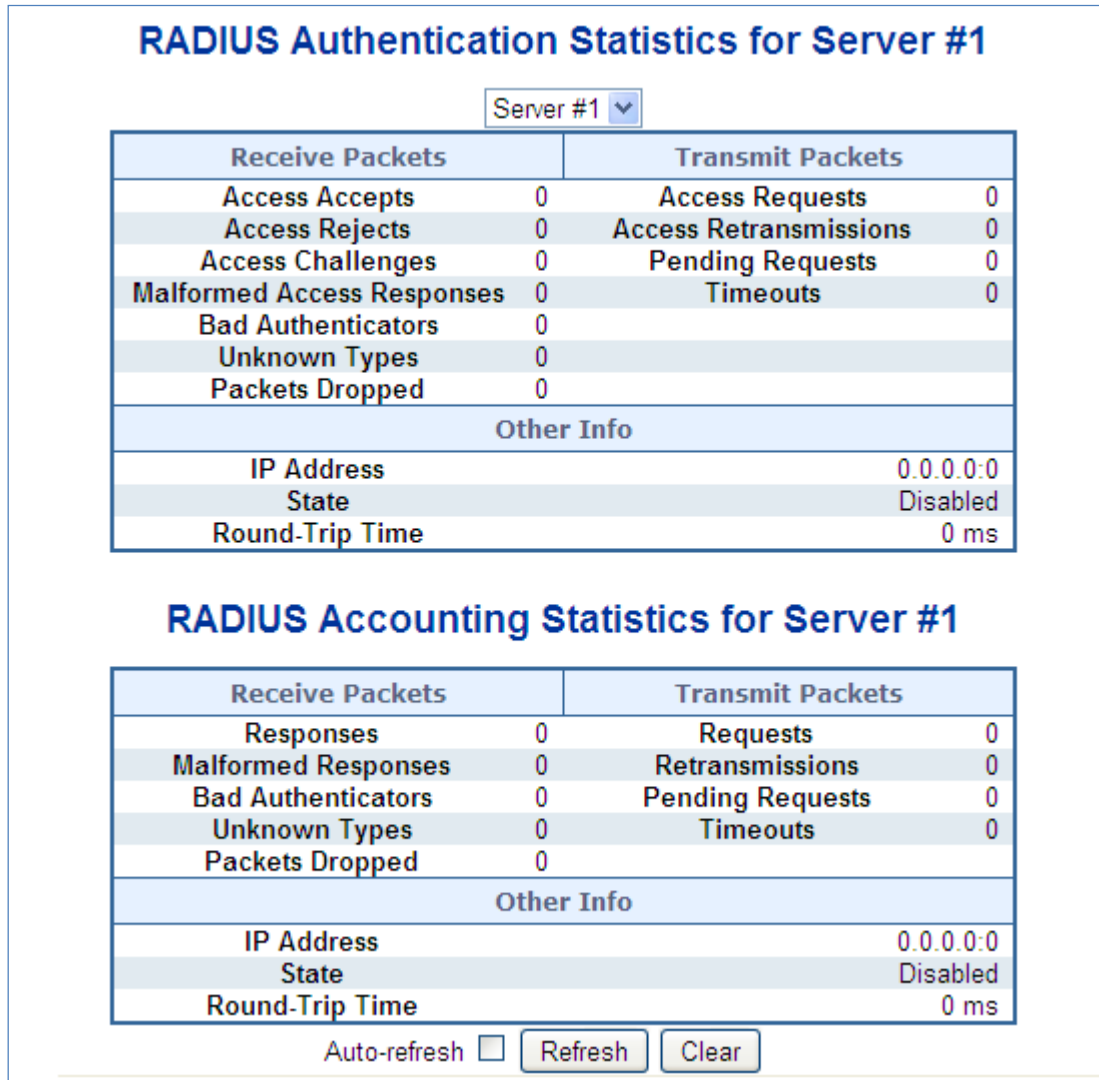 RADIUS Authentication Statistics for Server #1
Server #1
Receive Packets Transmit Packets
Access Accepts 0 Access Requests 0
Access Rejects 0 Access Retransmissions 0
Access Challenges 0 Pending Requests 0
Malformed Access Responses 0 Timeouts 0
Bad Authenticators 0
Unknown Types 0
Packets Dropped 0
Other Info
IP Address 0.0.0.0:0
State Disabled
Round-Trip Time 0 ms
RADIUS Accounting Statistics for Server #1
Receive Packets Transmit Packets
Responses 0 Requests 0
Malformed Responses 0 Retransmissions 0
Bad Authenticators 0 Pending Requests 0
Unknown Types 0 Timeouts 0
Packets Dropped 0
Other Info
IP Address 0.0.0.0:0
State Disabled
Round-Trip Time 0 ms
Auto-refresh Refresh Clear